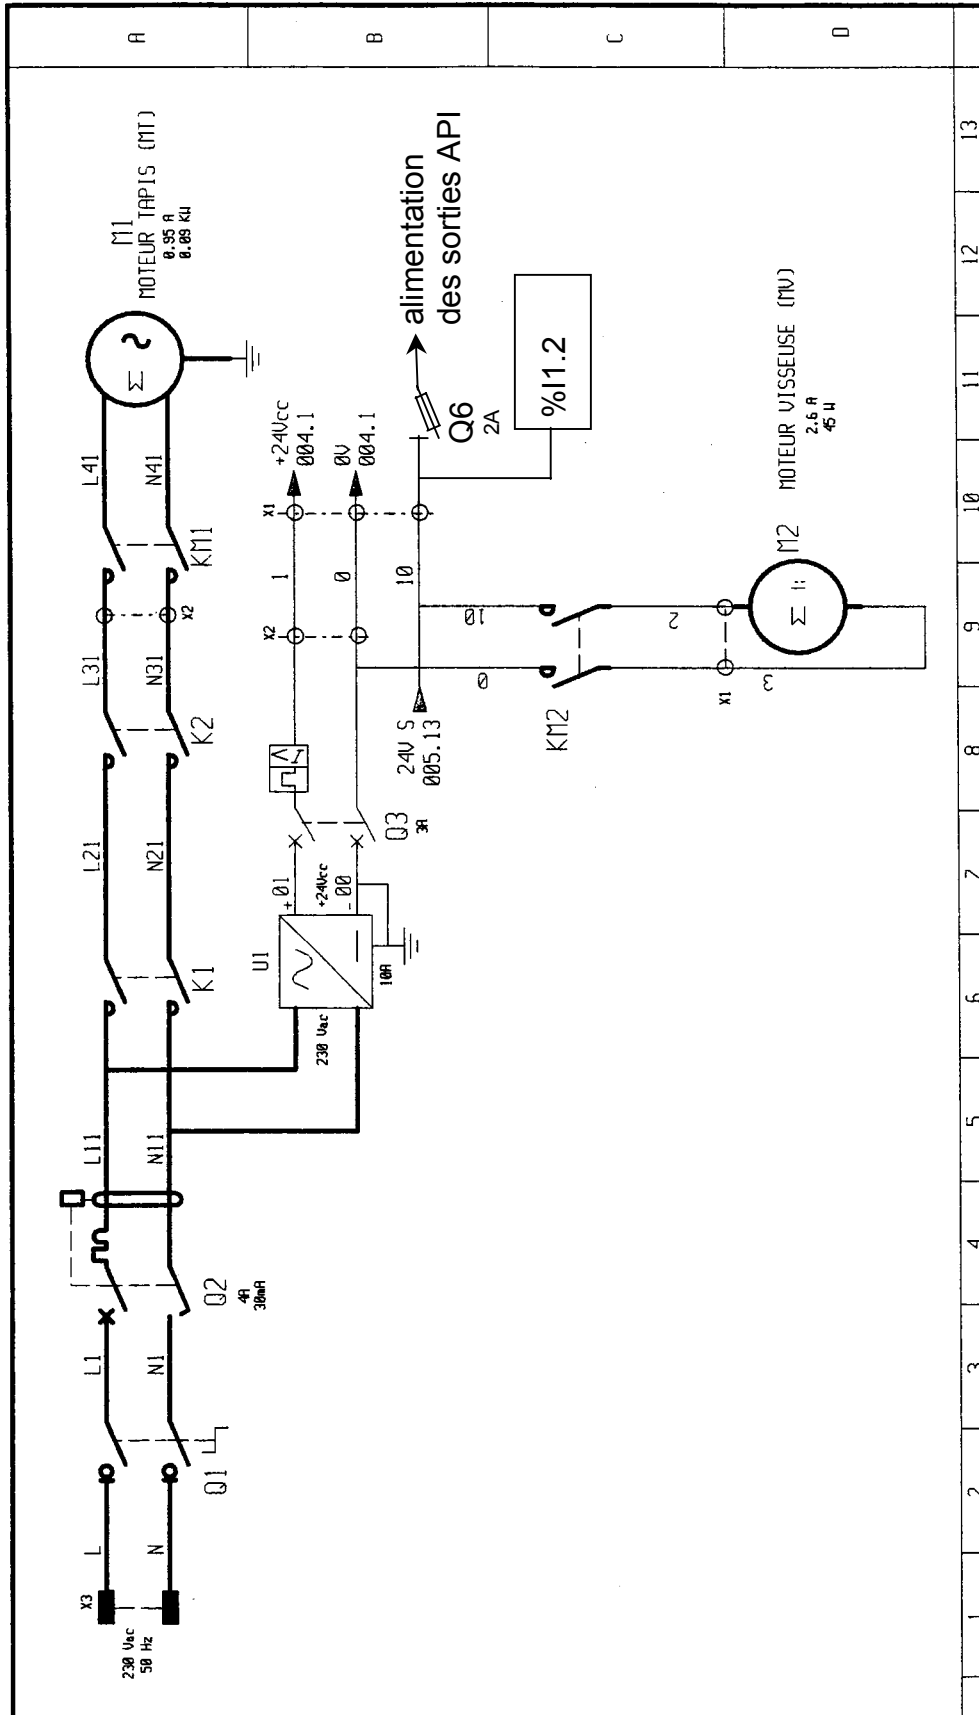 A
B
C
D
1
2
3
4
5
6
7
8
9
10
11
12
13
X3
230 Vac
50 Hz
L
N
Q1
L1
N1
Q2
4A
30mA
L11
N11
K1
L21
N21
K2
L31
N31
X2
KM1
L41
N41
M1
MOTEUR TAPIS (MT)
0.95 A
0.09 KW
M
~
U1
230 Vac
+24Vcc
10A
+ 01
- 00
Q3
3A
I>
X2
1
0
X1
+24Vcc
004.1
0V
004.1
24V S
005.13
10
Q6
2A
alimentation
des sorties API
%I1.2
10
0
KM2
2
3
X1
M
M2
MOTEUR VISSEUSE (MV)
2.6 A
45 W